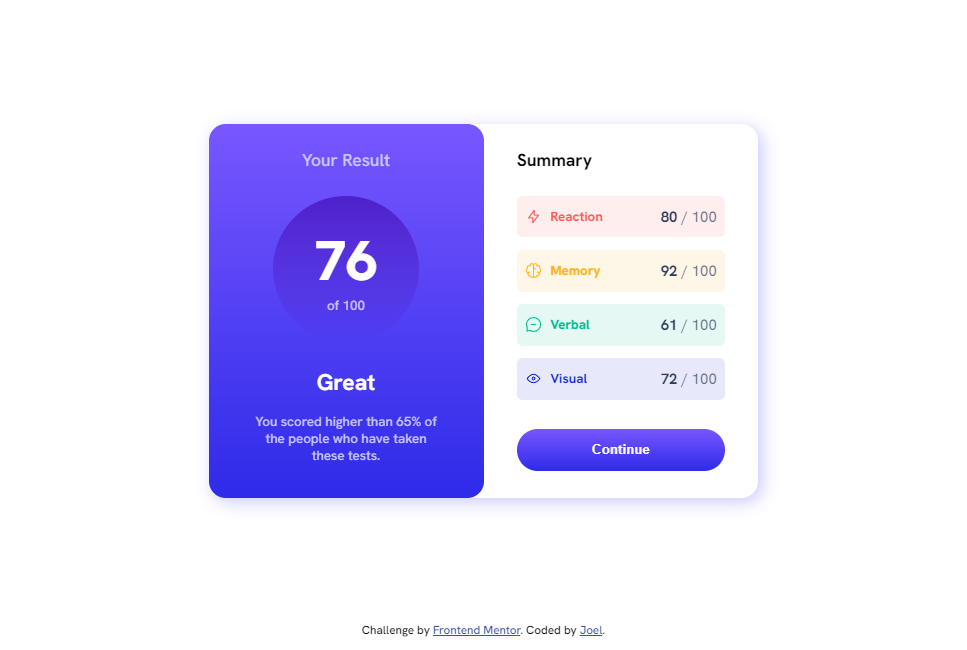 Your Result
76
of 100
Great
You scored higher than 65% of
the people who have taken
these tests.
Summary
Reaction 80 / 100
Memory 92 / 100
Verbal 61 / 100
Visual 72 / 100
Continue
Challenge by Frontend Mentor. Coded by Joel.